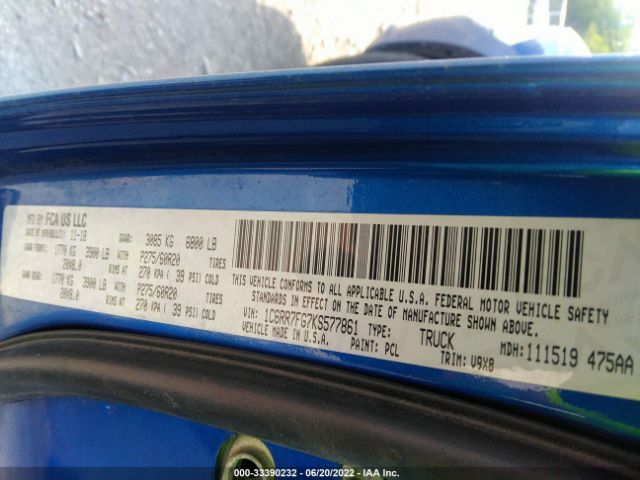 MFD BY FCA US LLC
DATE OF MFR 11-18 GVWR: 3085 KG 6800 LB
GAWR FRONT: 1770 KG 3900 LB WITH P275/60R20 TIRES
20X8.0 RIMS AT 270 KPA ( 39 PSI) COLD
GAWR REAR: 1770 KG 3900 LB WITH P275/60R20 TIRES
20X8.0 RIMS AT 270 KPA ( 39 PSI) COLD
THIS VEHICLE CONFORMS TO ALL APPLICABLE U.S.A. FEDERAL MOTOR VEHICLE SAFETY
STANDARDS IN EFFECT ON THE DATE OF MANUFACTURE SHOWN ABOVE.
VIN: 1C6RR7FG7KS577861 TYPE: TRUCK MDH: 111519 475AA
VEHICLE MADE IN U.S.A. PAINT: PCL TRIM: V9X8
000-33390232 - 06/20/2022 - IAA Inc.